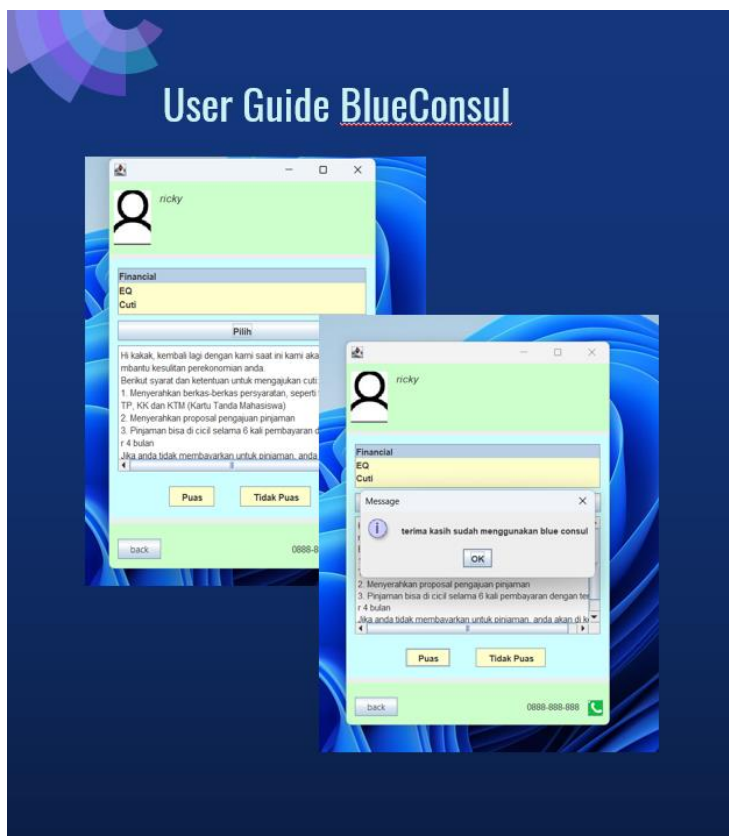 User Guide BlueConsul
ricky
Financial
EQ
Cuti
Pilih
Hi kakak, kembali lagi dengan kami saat ini kami aka
mbantu kesulitan perekonomian anda.
Berikut syarat dan ketentuan untuk mengajukan cuti
1. Menyerahkan berkas-berkas persyaratan, seperti
TP, KK dan KTM (Kartu Tanda Mahasiswa)
2. Menyerahkan proposal pengajuan pinjaman
3. Pinjaman bisa di cicil selama 6 kali pembayaran d
r 4 bulan
Jika anda tidak membayarkan untuk pinjaman, anda
Puas
Tidak Puas
back
0888-8
ricky
Financial
EQ
Cuti
Message
terima kasih sudah menggunakan blue consul
OK
2. Menyerahkan proposal pengajuan pinjaman
3. Pinjaman bisa di cicil selama 6 kali pembayaran dengan ten
r 4 bulan
Jika anda tidak membayarkan untuk pinjaman, anda akan di
Puas
Tidak Puas
back
0888-888-888